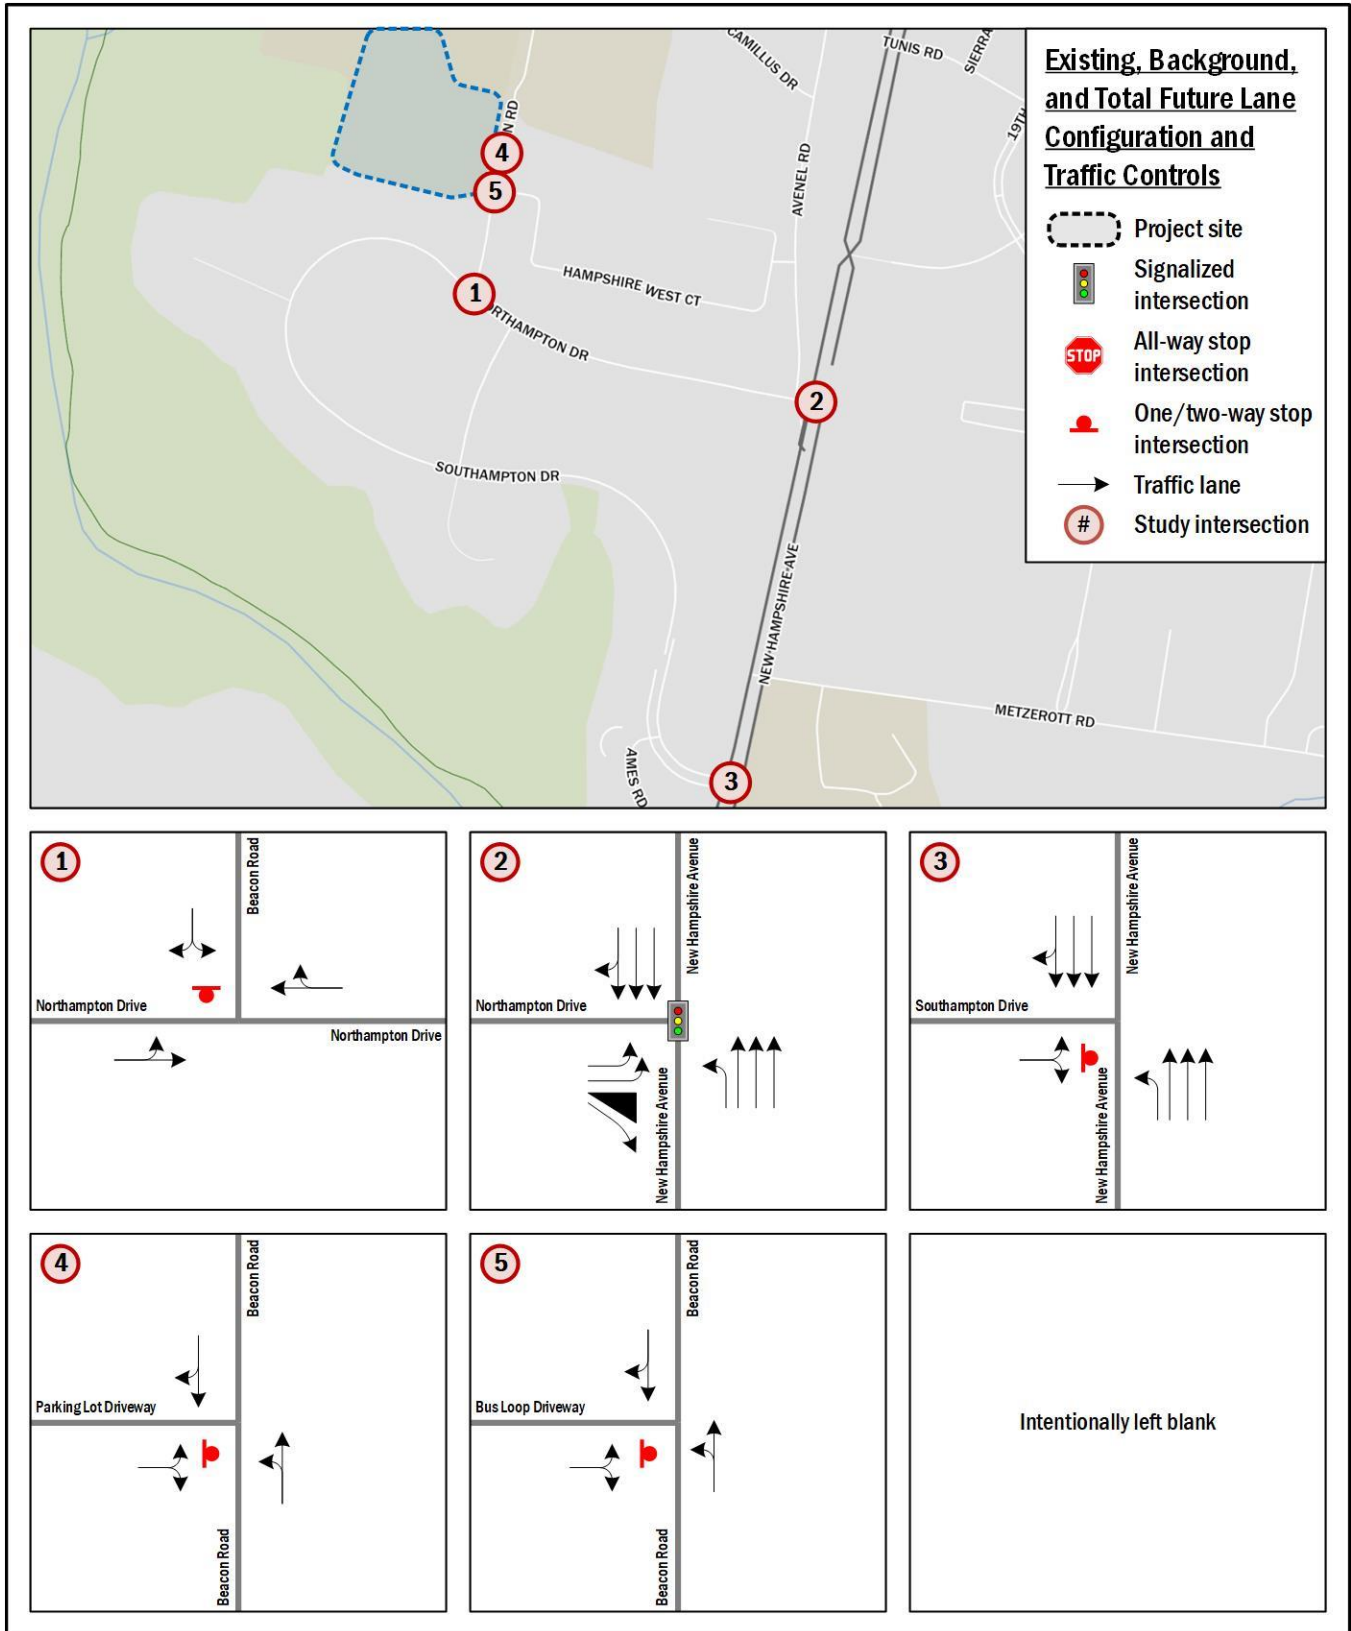 CAMILLUS DR
TUNIS RD
SIERRA
19TH
N RD
AVENEL RD
4
5
1
HAMPSHIRE WEST CT
ORTHAMPTON DR
2
SOUTHAMPTON DR
NEW HAMPSHIRE AVE
METZEROTT RD
AMES RD
3
Existing, Background,
and Total Future Lane
Configuration and
Traffic Controls
Project site
Signalized
intersection
STOP
All-way stop
intersection
One/two-way stop
intersection
Traffic lane
#
Study intersection
1
Beacon Road
Northampton Drive
Northampton Drive
2
New Hampshire Avenue
Northampton Drive
New Hampshire Avenue
3
New Hampshire Avenue
Southampton Drive
New Hampshire Avenue
4
Beacon Road
Parking Lot Driveway
Beacon Road
5
Beacon Road
Bus Loop Driveway
Beacon Road
Intentionally left blank